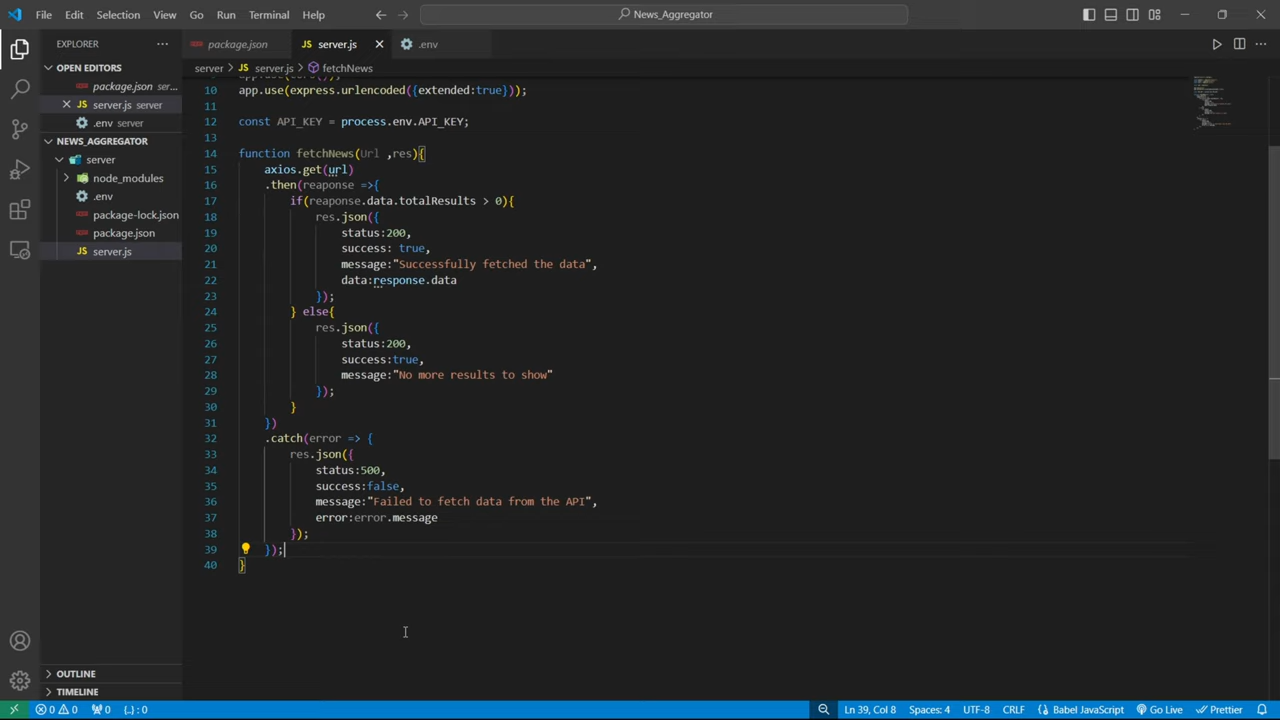 File Edit Selection View Go Run Terminal Help
News_Aggregator
EXPLORER
package.json
server.js
.env
OPEN EDITORS
package.json ser...
server.js server
.env server
NEWS_AGGREGATOR
server
node_modules
.env
package-lock.json
package.json
server.js
OUTLINE
TIMELINE
server > JS server.js > fetchNews
10 app.use(express.urlencoded({extended:true}));
11
12 const API_KEY = process.env.API_KEY;
13
14 function fetchNews(Url ,res){
15 axios.get(url)
16 .then(reaponse =>{
17 if(reaponse.data.totalResults > 0){
18 res.json({
19 status:200,
20 success: true,
21 message:"Successfully fetched the data",
22 data:response.data
23 });
24 } else{
25 res.json({
26 status:200,
27 success:true,
28 message:"No more results to show"
29 });
30 }
31 })
32 .catch(error => {
33 res.json({
34 status:500,
35 success:false,
36 message:"Failed to fetch data from the API",
37 error:error.message
38 });
39 });
40 }
0 0 0 {..} : 0 Ln 39, Col 8 Spaces: 4 UTF-8 CRLF Babel JavaScript Go Live Prettier